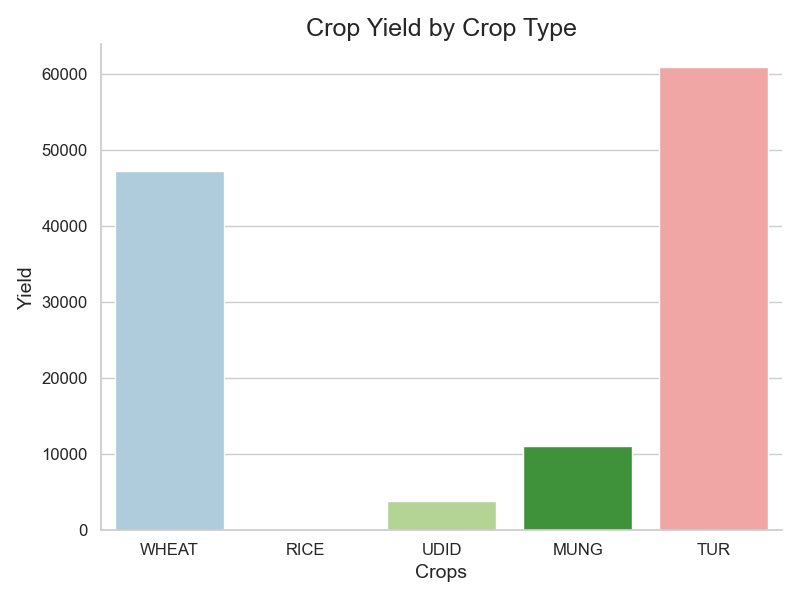 Crop Yield by Crop Type
Yield
60000
50000
40000
30000
20000
10000
0
WHEAT RICE UDID MUNG TUR
Crops